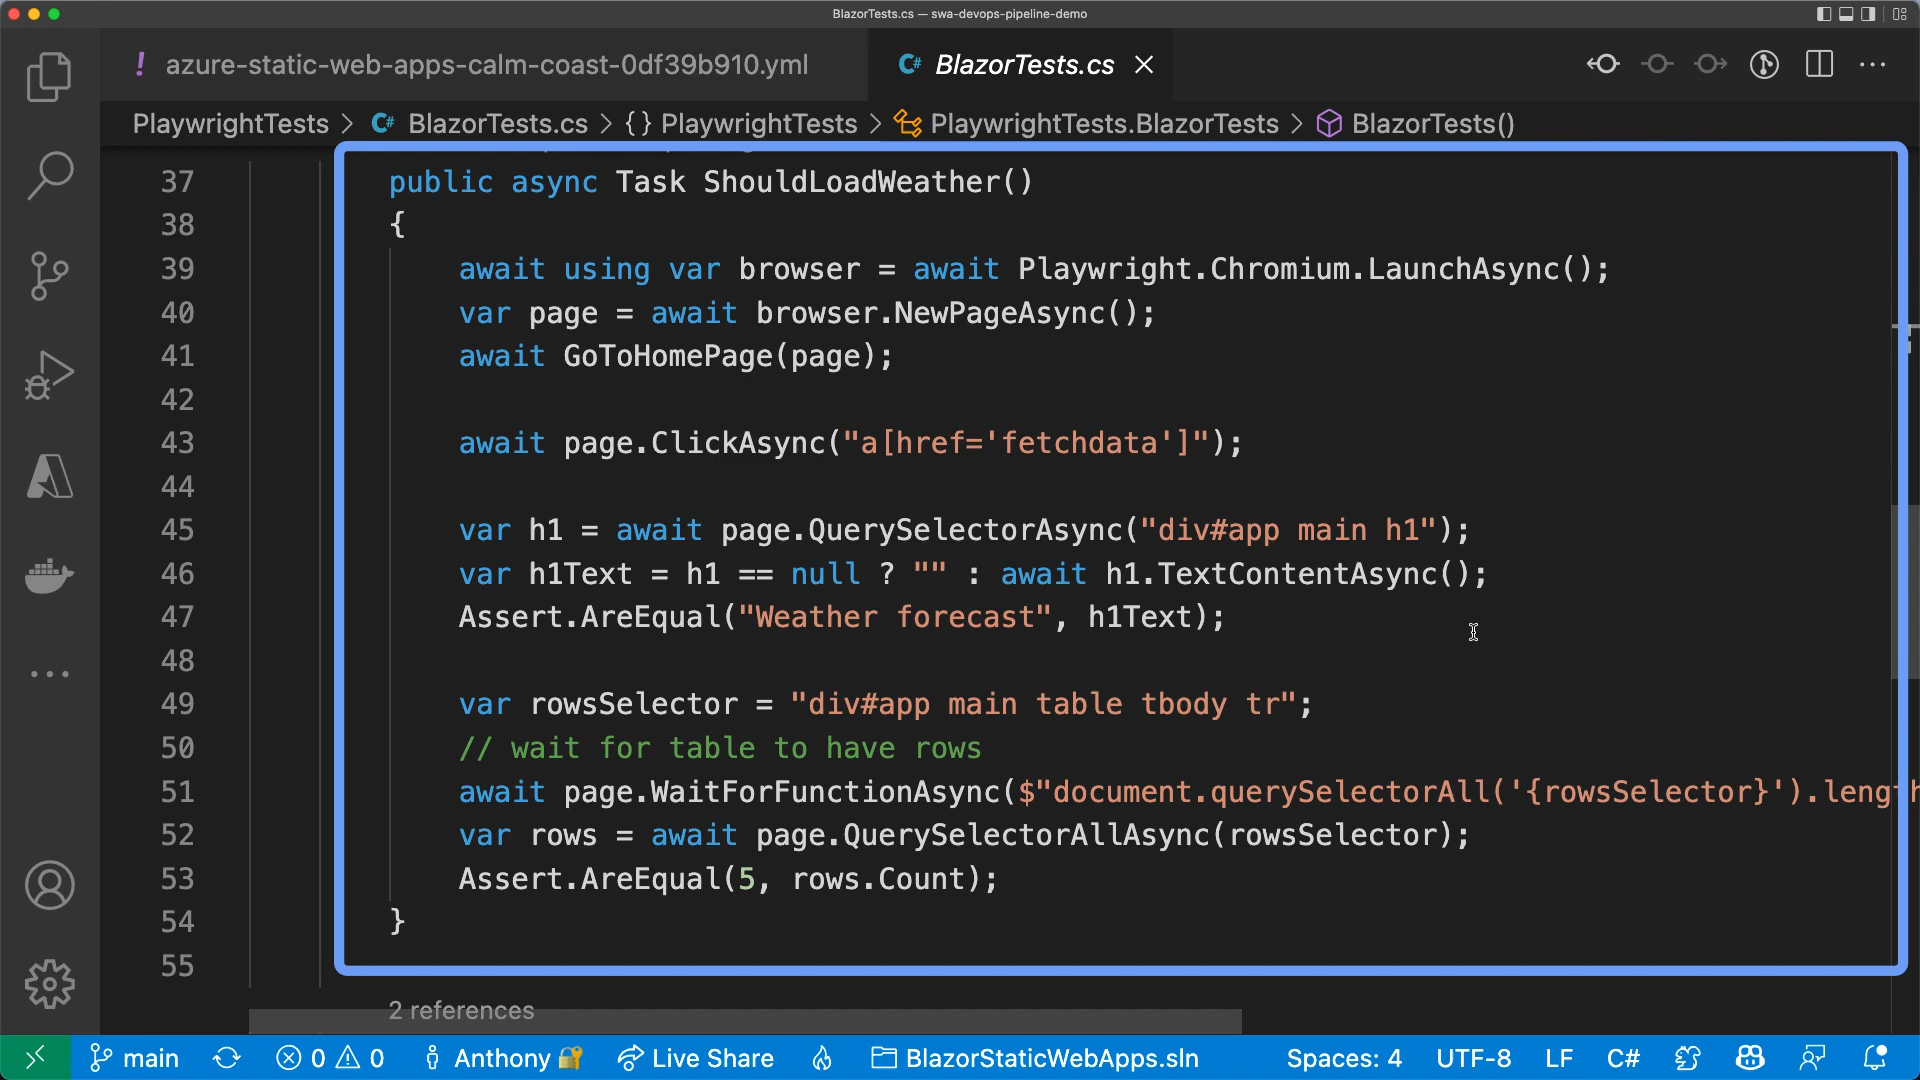 BlazorTests.cs — swa-devops-pipeline-demo
! azure-static-web-apps-calm-coast-0df39b910.yml
C# BlazorTests.cs
PlaywrightTests > C# BlazorTests.cs > {} PlaywrightTests > PlaywrightTests.BlazorTests > BlazorTests()
37 public async Task ShouldLoadWeather()
38 {
39 await using var browser = await Playwright.Chromium.LaunchAsync();
40 var page = await browser.NewPageAsync();
41 await GoToHomePage(page);
42
43 await page.ClickAsync("a[href='fetchdata']");
44
45 var h1 = await page.QuerySelectorAsync("div#app main h1");
46 var h1Text = h1 == null ? "" : await h1.TextContentAsync();
47 Assert.AreEqual("Weather forecast", h1Text);
48
49 var rowsSelector = "div#app main table tbody tr";
50 // wait for table to have rows
51 await page.WaitForFunctionAsync($"document.querySelectorAll('{rowsSelector}').length
52 var rows = await page.QuerySelectorAllAsync(rowsSelector);
53 Assert.AreEqual(5, rows.Count);
54 }
55
2 references
main 0 0 Anthony Live Share BlazorStaticWebApps.sln Spaces: 4 UTF-8 LF C#